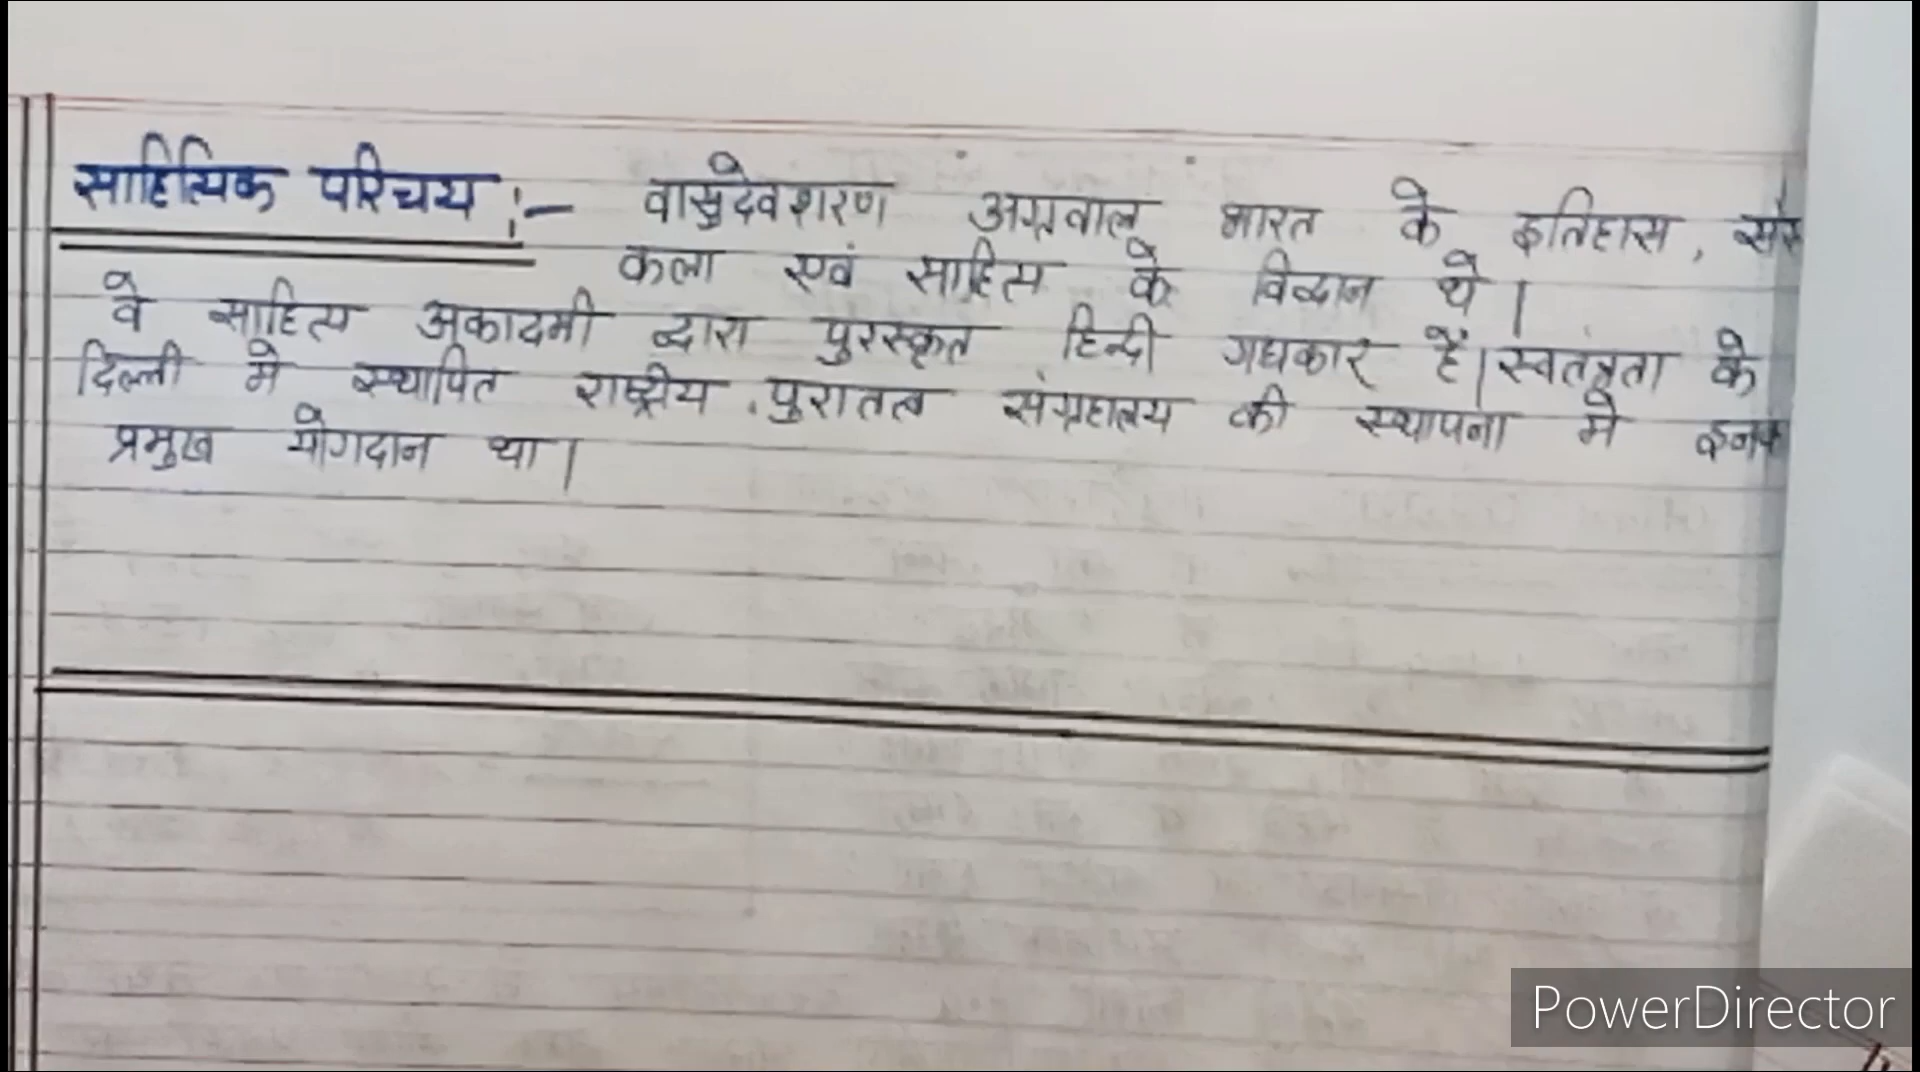 साहित्यिक परिचय :- वासुदेवशरण अग्रवाल भारत के इतिहास,
कला एवं साहित्य के विद्वान थे।
वे साहित्य अकादमी द्वारा पुरस्कृत हिन्दी गद्यकार हैं। स्वतंत्रता के
दिल्ली मे स्थापित राष्ट्रीय पुरातत्व संग्रहालय की स्थापना मे
प्रमुख योगदान था।
PowerDirector